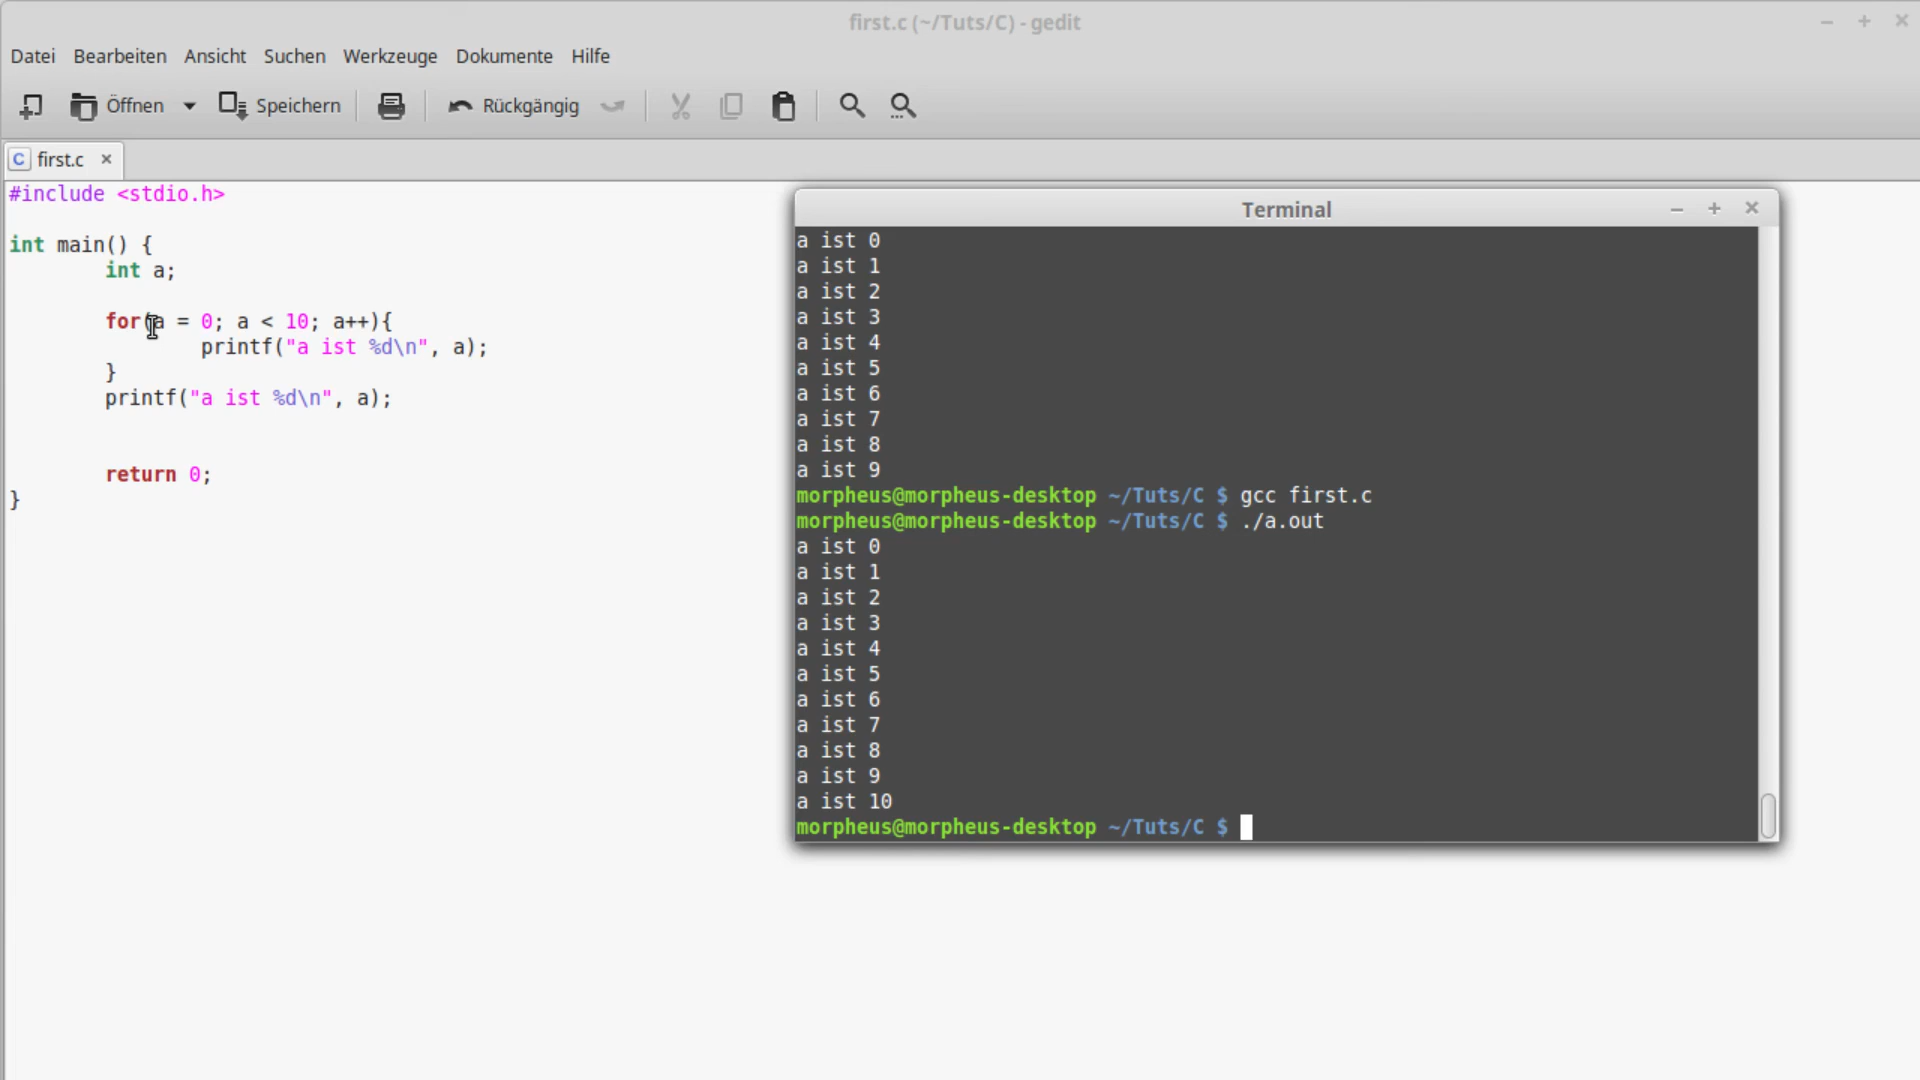 first.c (~/Tuts/C) - gedit
Datei Bearbeiten Ansicht Suchen Werkzeuge Dokumente Hilfe
Öffnen Speichern Rückgängig
C first.c
#include <stdio.h>
int main() {
int a;
for(a = 0; a < 10; a++){
printf("a ist %d\n", a);
}
printf("a ist %d\n", a);
return 0;
}
Terminal
a ist 0
a ist 1
a ist 2
a ist 3
a ist 4
a ist 5
a ist 6
a ist 7
a ist 8
a ist 9
morpheus@morpheus-desktop ~/Tuts/C $ gcc first.c
morpheus@morpheus-desktop ~/Tuts/C $ ./a.out
a ist 0
a ist 1
a ist 2
a ist 3
a ist 4
a ist 5
a ist 6
a ist 7
a ist 8
a ist 9
a ist 10
morpheus@morpheus-desktop ~/Tuts/C $